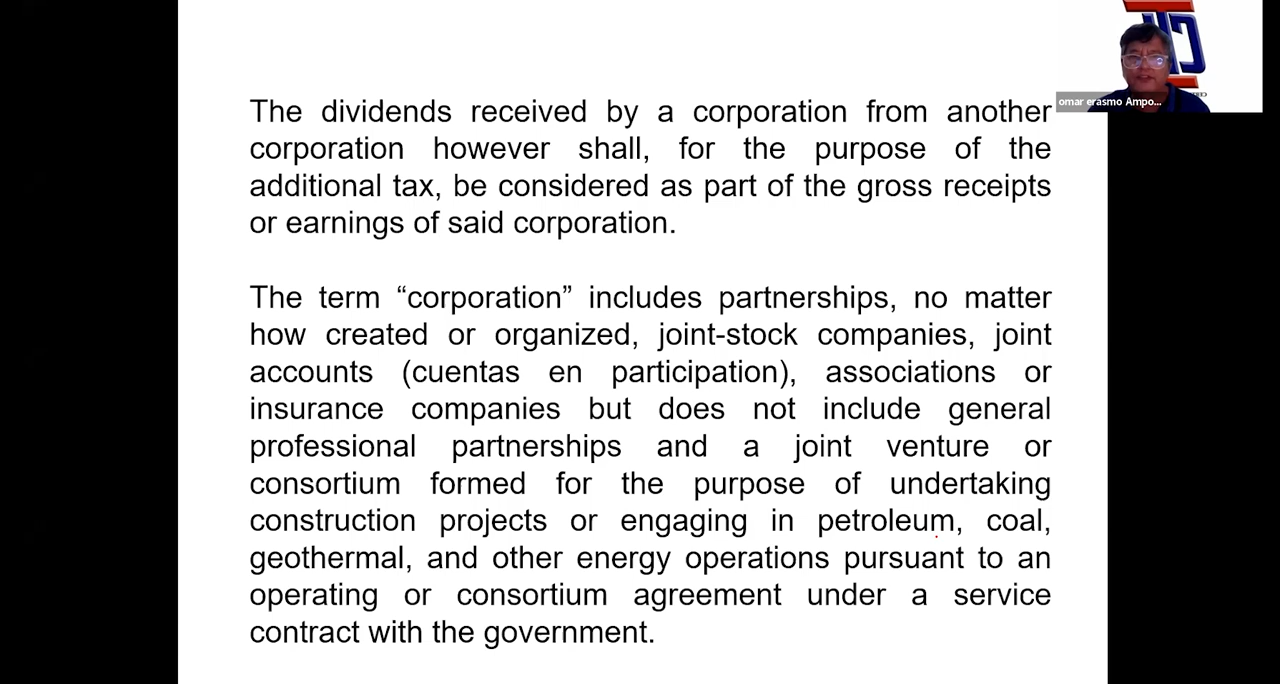 The dividends received by a corporation from another
corporation however shall, for the purpose of the
additional tax, be considered as part of the gross receipts
or earnings of said corporation.
The term “corporation” includes partnerships, no matter
how created or organized, joint-stock companies, joint
accounts (cuentas en participation), associations or
insurance companies but does not include general
professional partnerships and a joint venture or
consortium formed for the purpose of undertaking
construction projects or engaging in petroleum, coal,
geothermal, and other energy operations pursuant to an
operating or consortium agreement under a service
contract with the government.
omar erasmo Ampo...